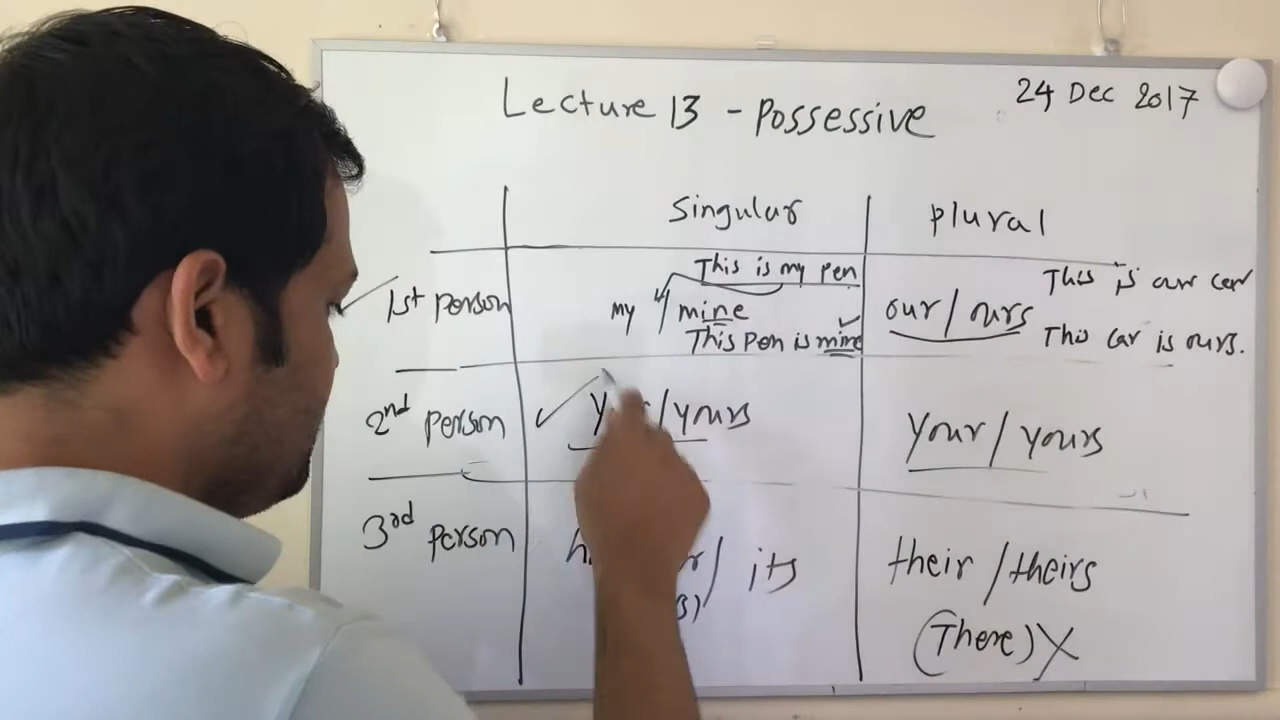 Lecture 13 - Possessive
24 Dec 2017
Singular
plural
1st person
This is my pen
my / mine
This Pen is mine
our / ours
This is our car
This car is ours.
2nd person
/ yours
your / yours
3rd person
/ its
their / theirs
(There) X